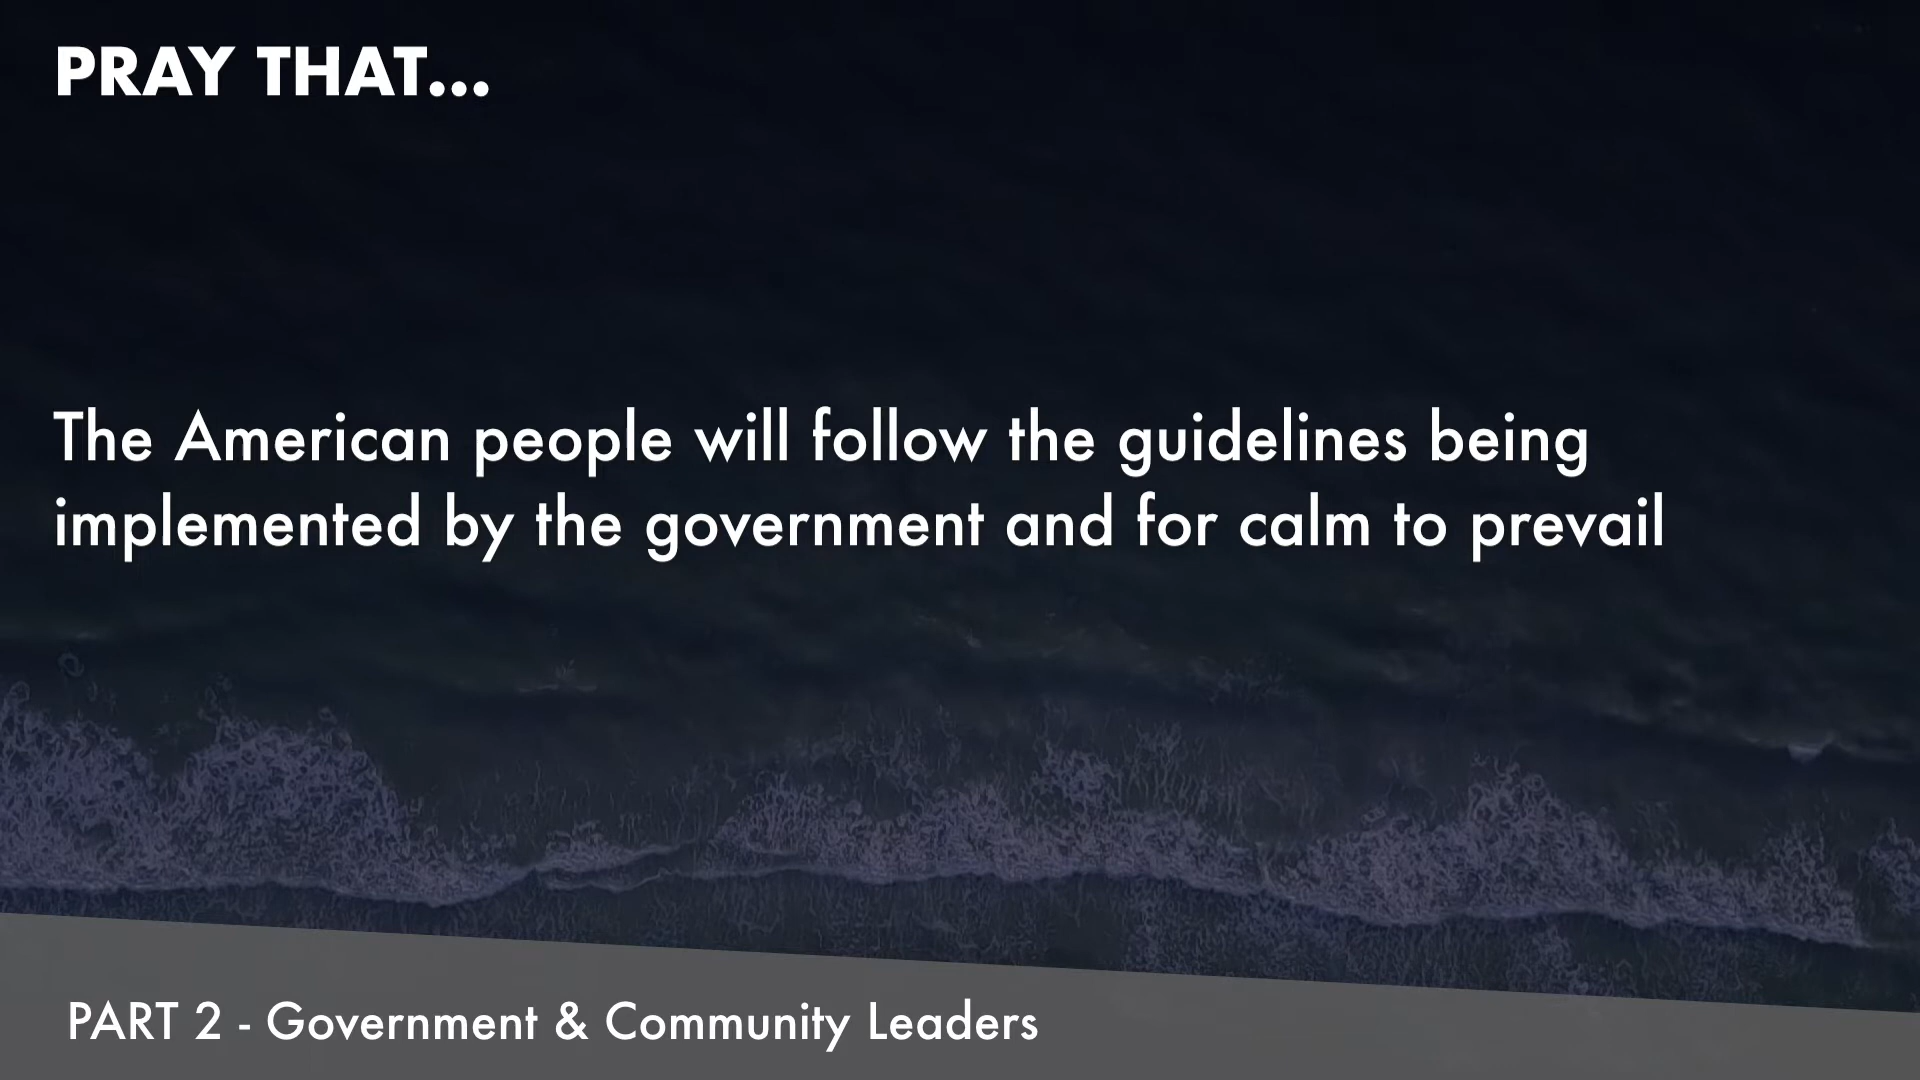 PRAY THAT...
The American people will follow the guidelines being
implemented by the government and for calm to prevail
PART 2 - Government & Community Leaders